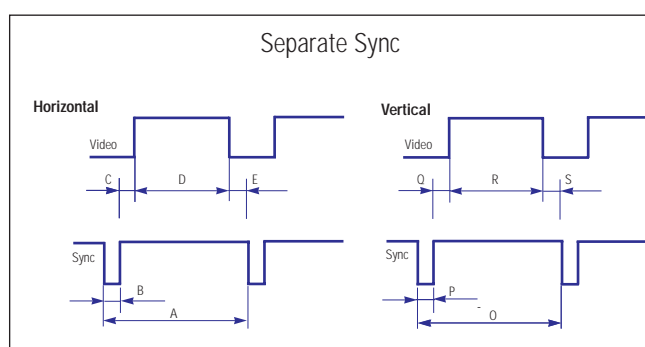 Separate Sync
Horizontal
Vertical
Video
Video
C
D
E
Q
R
S
Sync
Sync
B
P
A
O